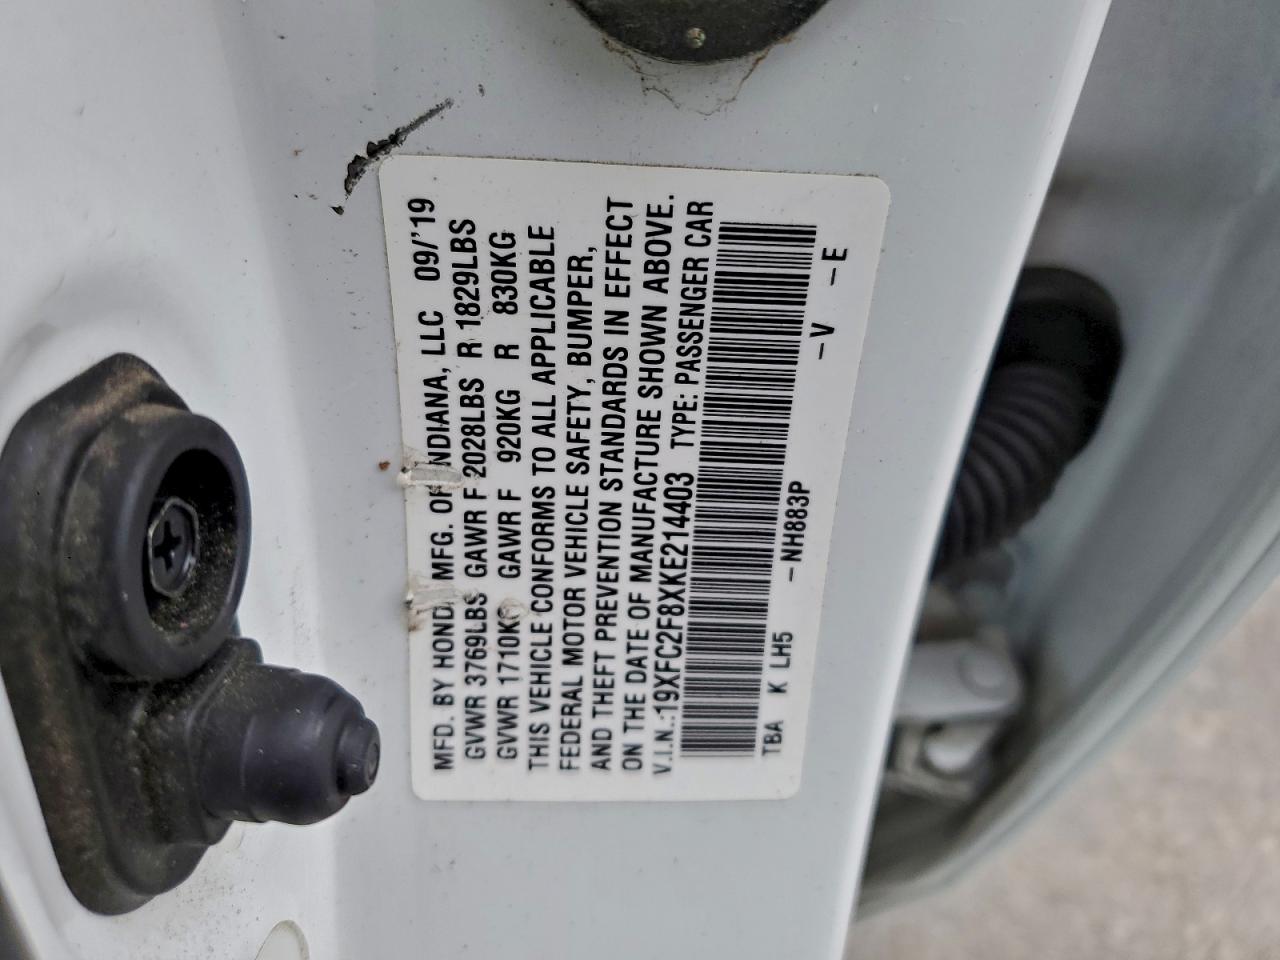 MFD. BY HONDA MFG. OF INDIANA, LLC 09/'19
GVWR 3769LBS GAWR F 2028LBS R 1829LBS
GVWR 1710KG GAWR F 920KG R 830KG
THIS VEHICLE CONFORMS TO ALL APPLICABLE
FEDERAL MOTOR VEHICLE SAFETY, BUMPER,
AND THEFT PREVENTION STANDARDS IN EFFECT
ON THE DATE OF MANUFACTURE SHOWN ABOVE.
V.I.N.:19XFC2F8XKE214403 TYPE: PASSENGER CAR
TBA K LH5 -NH883P -V -E